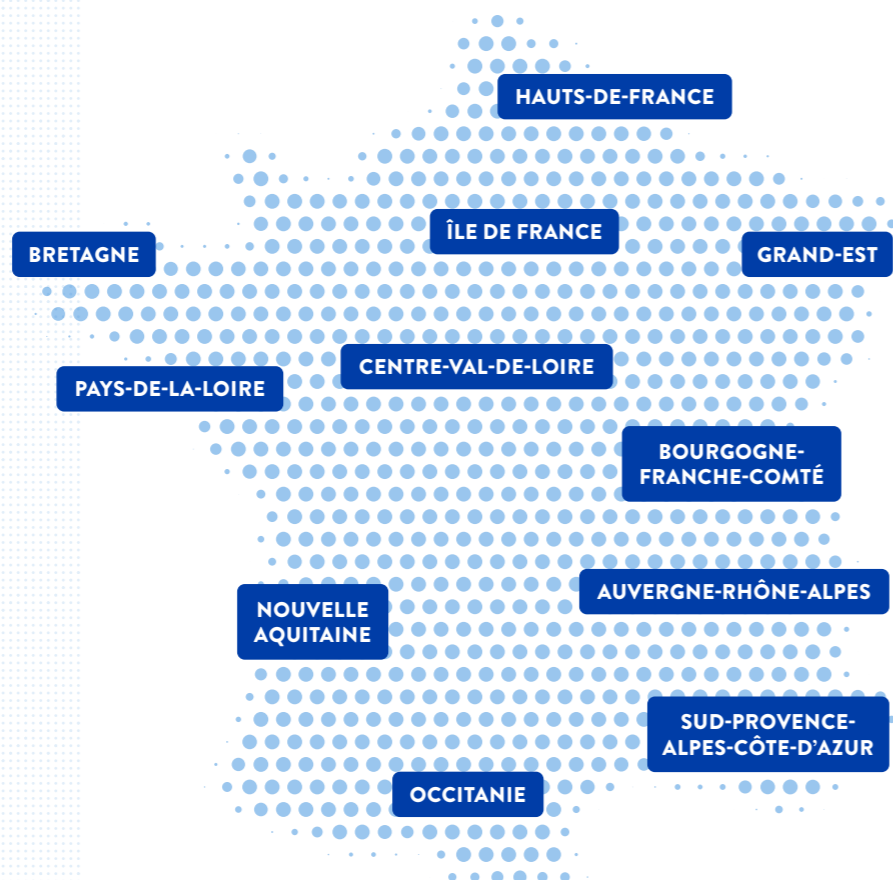 HAUTS-DE-FRANCE
ÎLE DE FRANCE
BRETAGNE
GRAND-EST
CENTRE-VAL-DE-LOIRE
PAYS-DE-LA-LOIRE
BOURGOGNE-
FRANCHE-COMTÉ
AUVERGNE-RHÔNE-ALPES
NOUVELLE
AQUITAINE
SUD-PROVENCE-
ALPES-CÔTE-D’AZUR
OCCITANIE